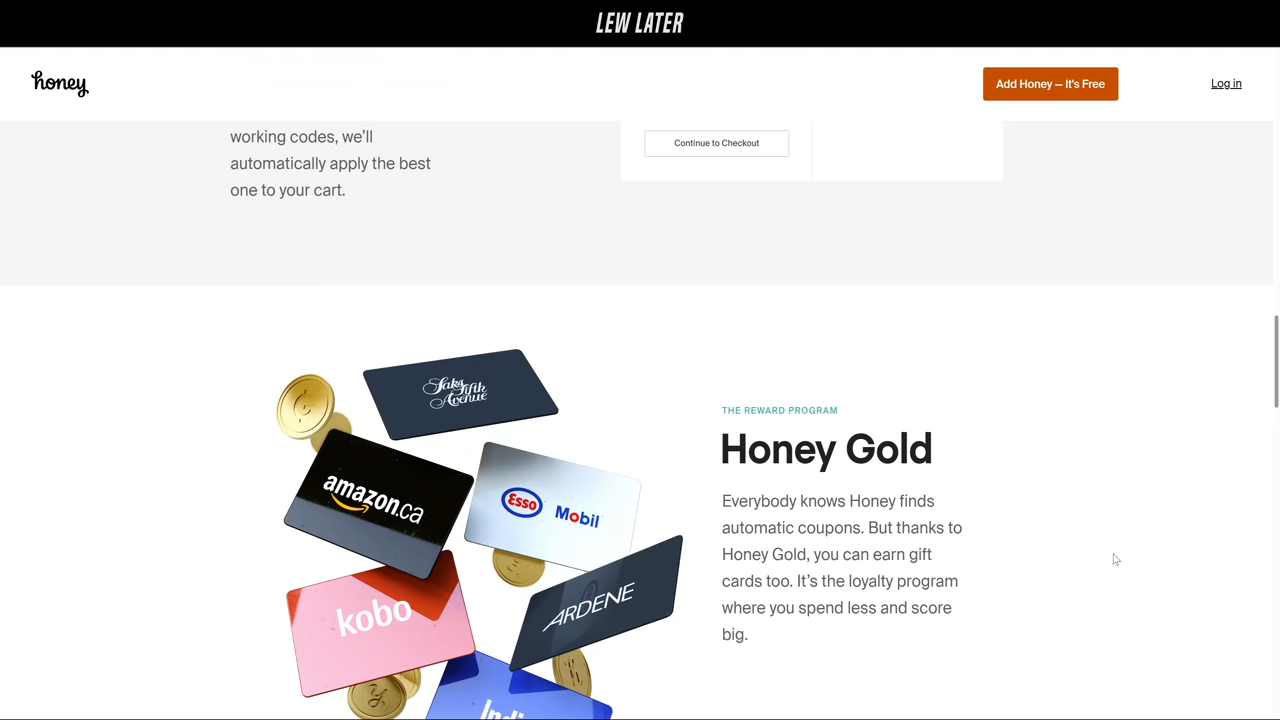 LEW LATER
honey
Add Honey – It's Free
Log in
working codes, we'll
automatically apply the best
one to your cart.
Continue to Checkout
Saks Fifth
Avenue
amazon.ca
Esso
Mobil
kobo
ARDENE
THE REWARD PROGRAM
Honey Gold
Everybody knows Honey finds
automatic coupons. But thanks to
Honey Gold, you can earn gift
cards too. It's the loyalty program
where you spend less and score
big.